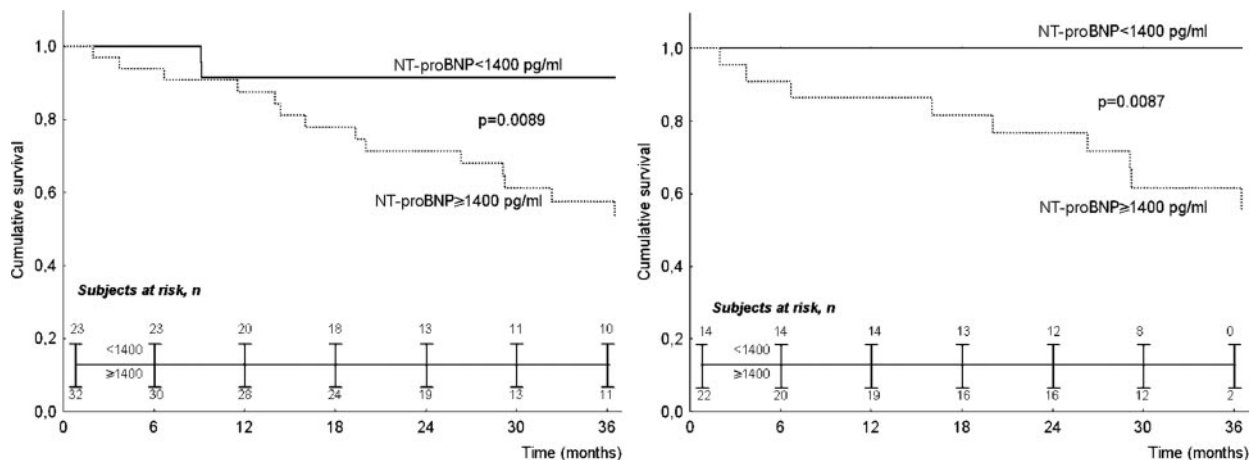 1,0
0,8
0,6
0,4
0,2
0,0
Cumulative survival
NT-proBNP<1400 pg/ml
p=0.0089
NT-proBNP≥1400 pg/ml
Subjects at risk, n
23 23 20 18 13 11 10
<1400
≥1400
32 30 28 24 19 13 11
0 6 12 18 24 30 36
Time (months)
NT-proBNP<1400 pg/ml
1,0
0,8
0,6
0,4
0,2
0,0
Cumulative survival
p=0.0087
NT-proBNP≥1400 pg/ml
Subjects at risk, n
14 14 14 13 12 8 0
<1400
≥1400
22 20 19 16 16 12 2
0 6 12 18 24 30 36
Time (months)